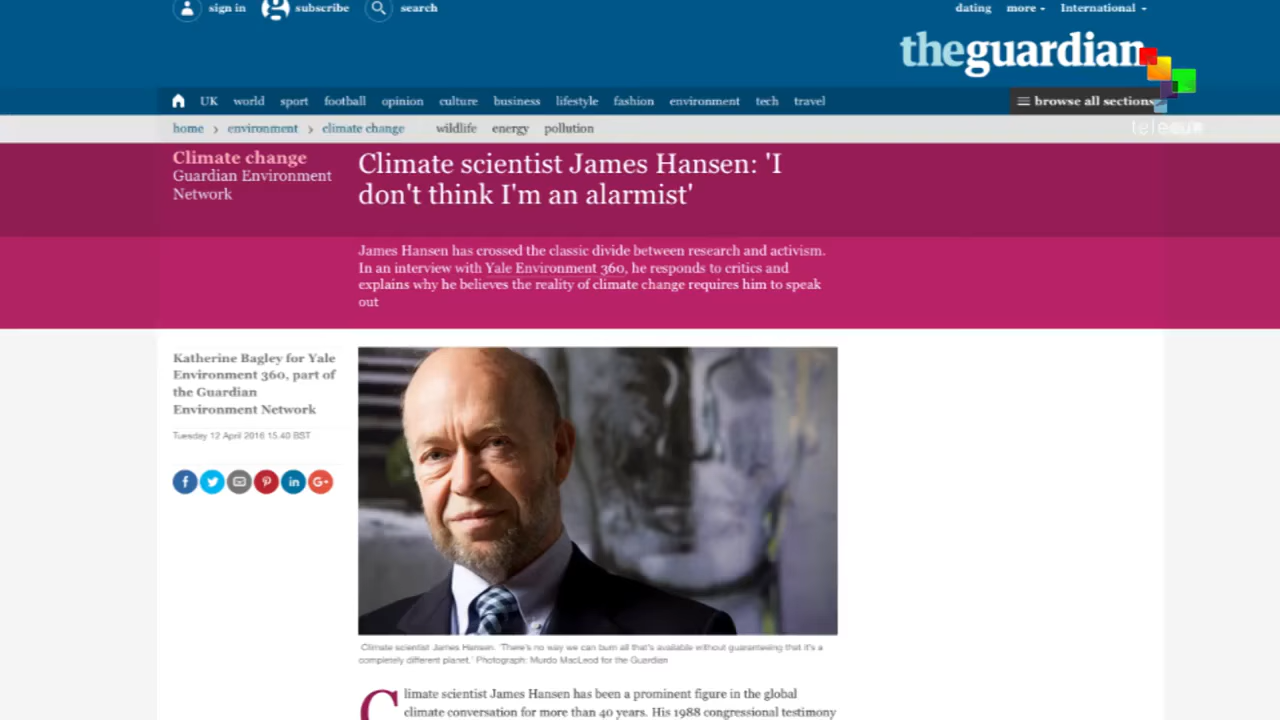 sign in
subscribe
search
dating
more
International
theguardian
UK
world
sport
football
opinion
culture
business
lifestyle
fashion
environment
tech
travel
browse all sections
home > environment > climate change
wildlife
energy
pollution
teleSUR
Climate change
Guardian Environment
Network
Climate scientist James Hansen: 'I
don't think I'm an alarmist'
James Hansen has crossed the classic divide between research and activism.
In an interview with Yale Environment 360, he responds to critics and
explains why he believes the reality of climate change requires him to speak
out
Katherine Bagley for Yale
Environment 360, part of
the Guardian
Environment Network
Tuesday 12 April 2016 15.40 BST
Climate scientist James Hansen. 'There's no way we can burn all that's available without guaranteeing that it's a
completely different planet.' Photograph: Murdo MacLeod for the Guardian
Climate scientist James Hansen has been a prominent figure in the global
climate conversation for more than 40 years. His 1988 congressional testimony